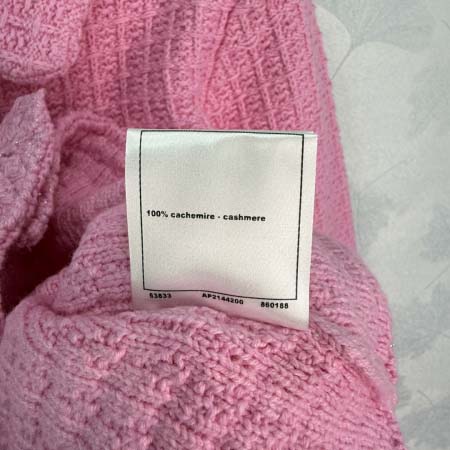 100% cachemire - cashmere
53833 AP2144200 860188